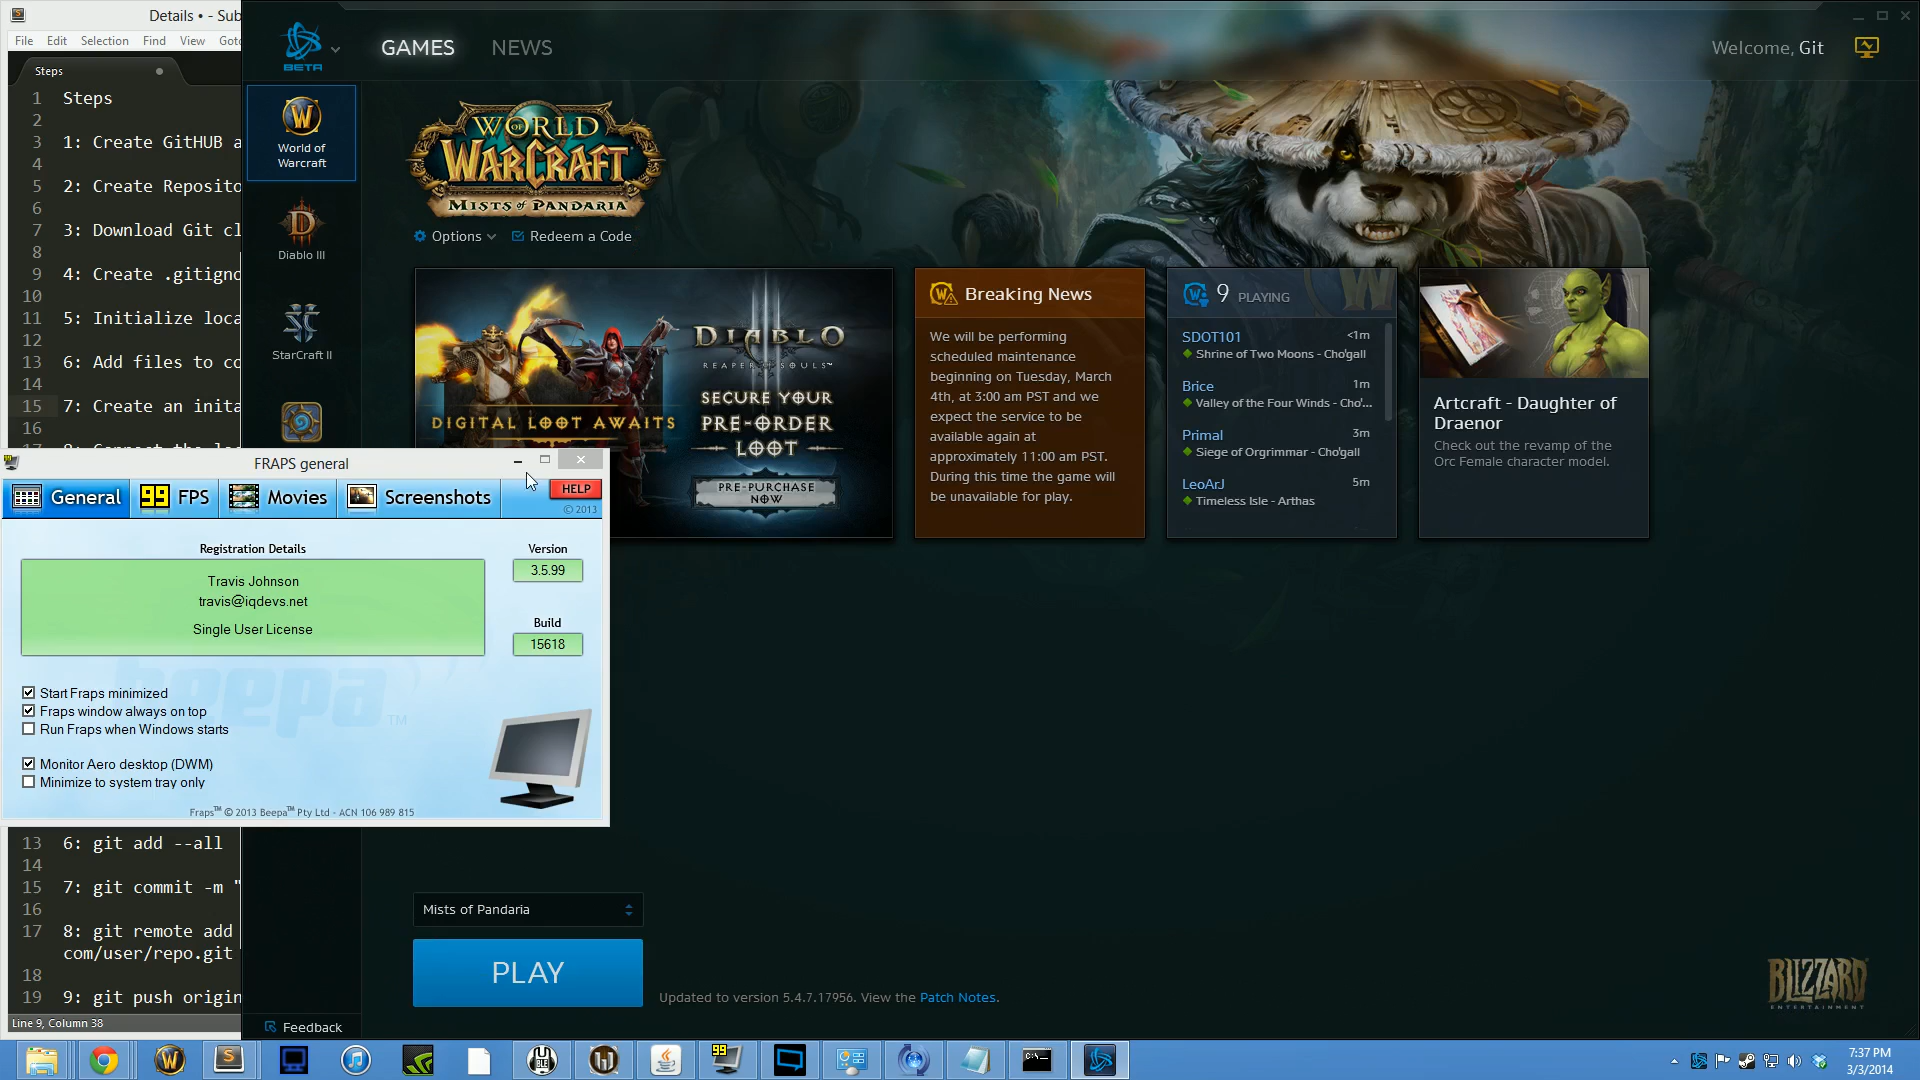 Details • - Sub
File Edit Selection Find View Goto
Steps
1 Steps
2
3 1: Create GitHUB a
4
5 2: Create Reposito
6
7 3: Download Git cl
8
9 4: Create .gitigno
10
11 5: Initialize loca
12
13 6: Add files to co
14
15 7: Create an inita
16
BETA
GAMES
NEWS
Welcome, Git
World of
Warcraft
Diablo III
StarCraft II
WORLD
OF
WARCRAFT
MISTS of PANDARIA
Options
Redeem a Code
DIGITAL LOOT AWAITS
DIABLO
REAPER OF SOULS™
SECURE YOUR
PRE-ORDER
LOOT
PRE-PURCHASE
NOW
Breaking News
We will be performing
scheduled maintenance
beginning on Tuesday, March
4th, at 3:00 am PST and we
expect the service to be
available again at
approximately 11:00 am PST.
During this time the game will
be unavailable for play.
9 PLAYING
SDOT101 <1m
Shrine of Two Moons - Cho'gall
Brice 1m
Valley of the Four Winds - Cho'...
Primal 3m
Siege of Orgrimmar - Cho'gall
LeoArJ 5m
Timeless Isle - Arthas
Artcraft - Daughter of
Draenor
Check out the revamp of the
Orc Female character model.
FRAPS general
General
99 FPS
Movies
Screenshots
HELP
© 2013
Registration Details
Travis Johnson
travis@iqdevs.net
Single User License
Version
3.5.99
Build
15618
beepa™
Start Fraps minimized
Fraps window always on top
Run Fraps when Windows starts
Monitor Aero desktop (DWM)
Minimize to system tray only
Fraps™ © 2013 Beepa™ Pty Ltd - ACN 106 989 815
13 6: git add --all
14
15 7: git commit -m "
16
17 8: git remote add
com/user/repo.git
18
19 9: git push origin
Line 9, Column 38
Mists of Pandaria
PLAY
Updated to version 5.4.7.17956. View the Patch Notes.
Feedback
BLIZZARD
ENTERTAINMENT
99
7:37 PM
3/3/2014